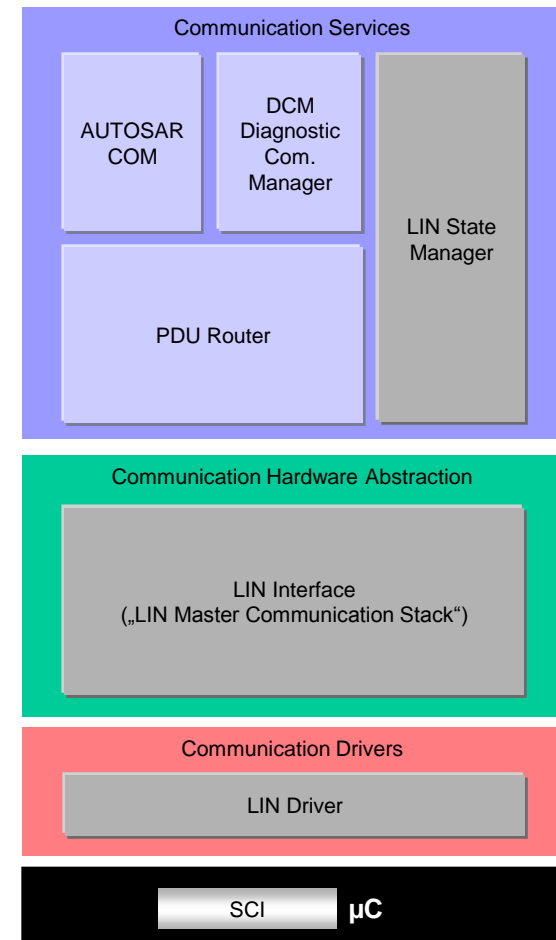 Communication Services
AUTOSAR
COM
DCM
Diagnostic
Com.
Manager
LIN State
Manager
PDU Router
Communication Hardware Abstraction
LIN Interface
(„LIN Master Communication Stack“)
Communication Drivers
LIN Driver
SCI
µC